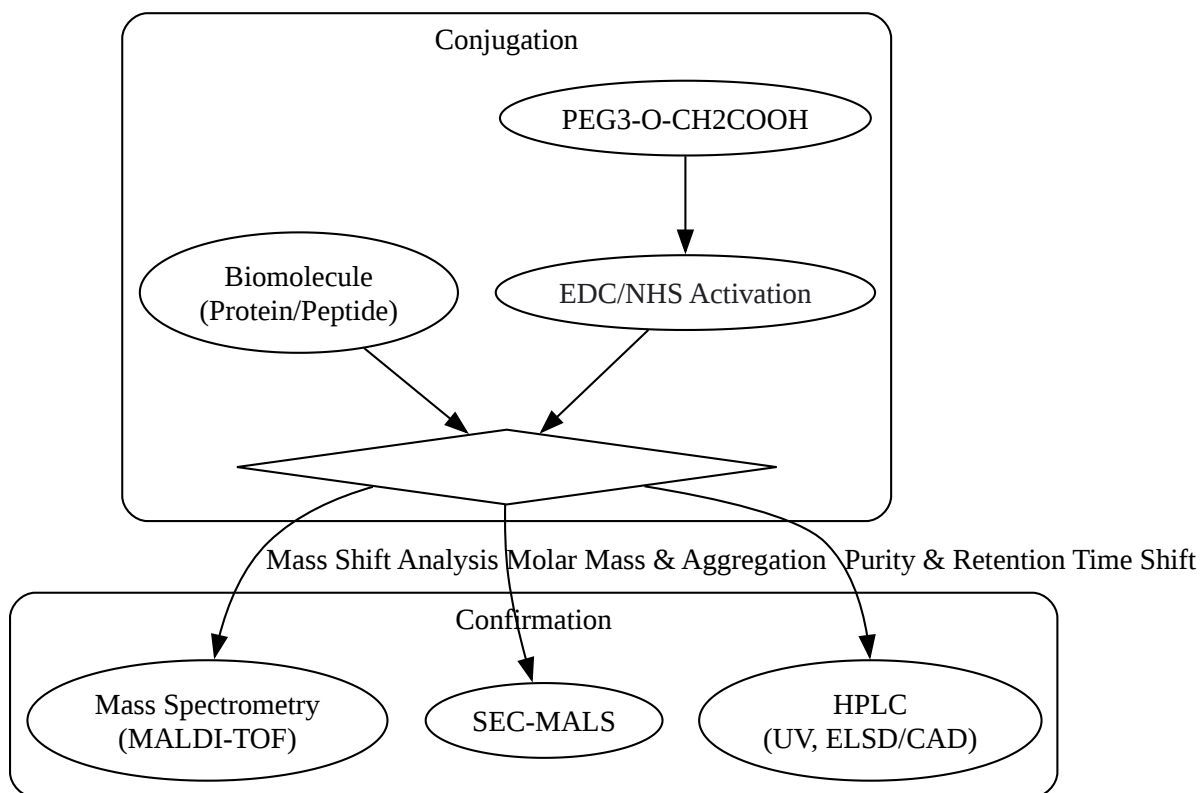 Conjugation
PEG3-O-CH2COOH
Biomolecule
(Protein/Peptide)
EDC/NHS Activation
Mass Shift Analysis
Molar Mass & Aggregation
Purity & Retention Time Shift
Confirmation
Mass Spectrometry
(MALDI-TOF)
SEC-MALS
HPLC
(UV, ELSD/CAD)